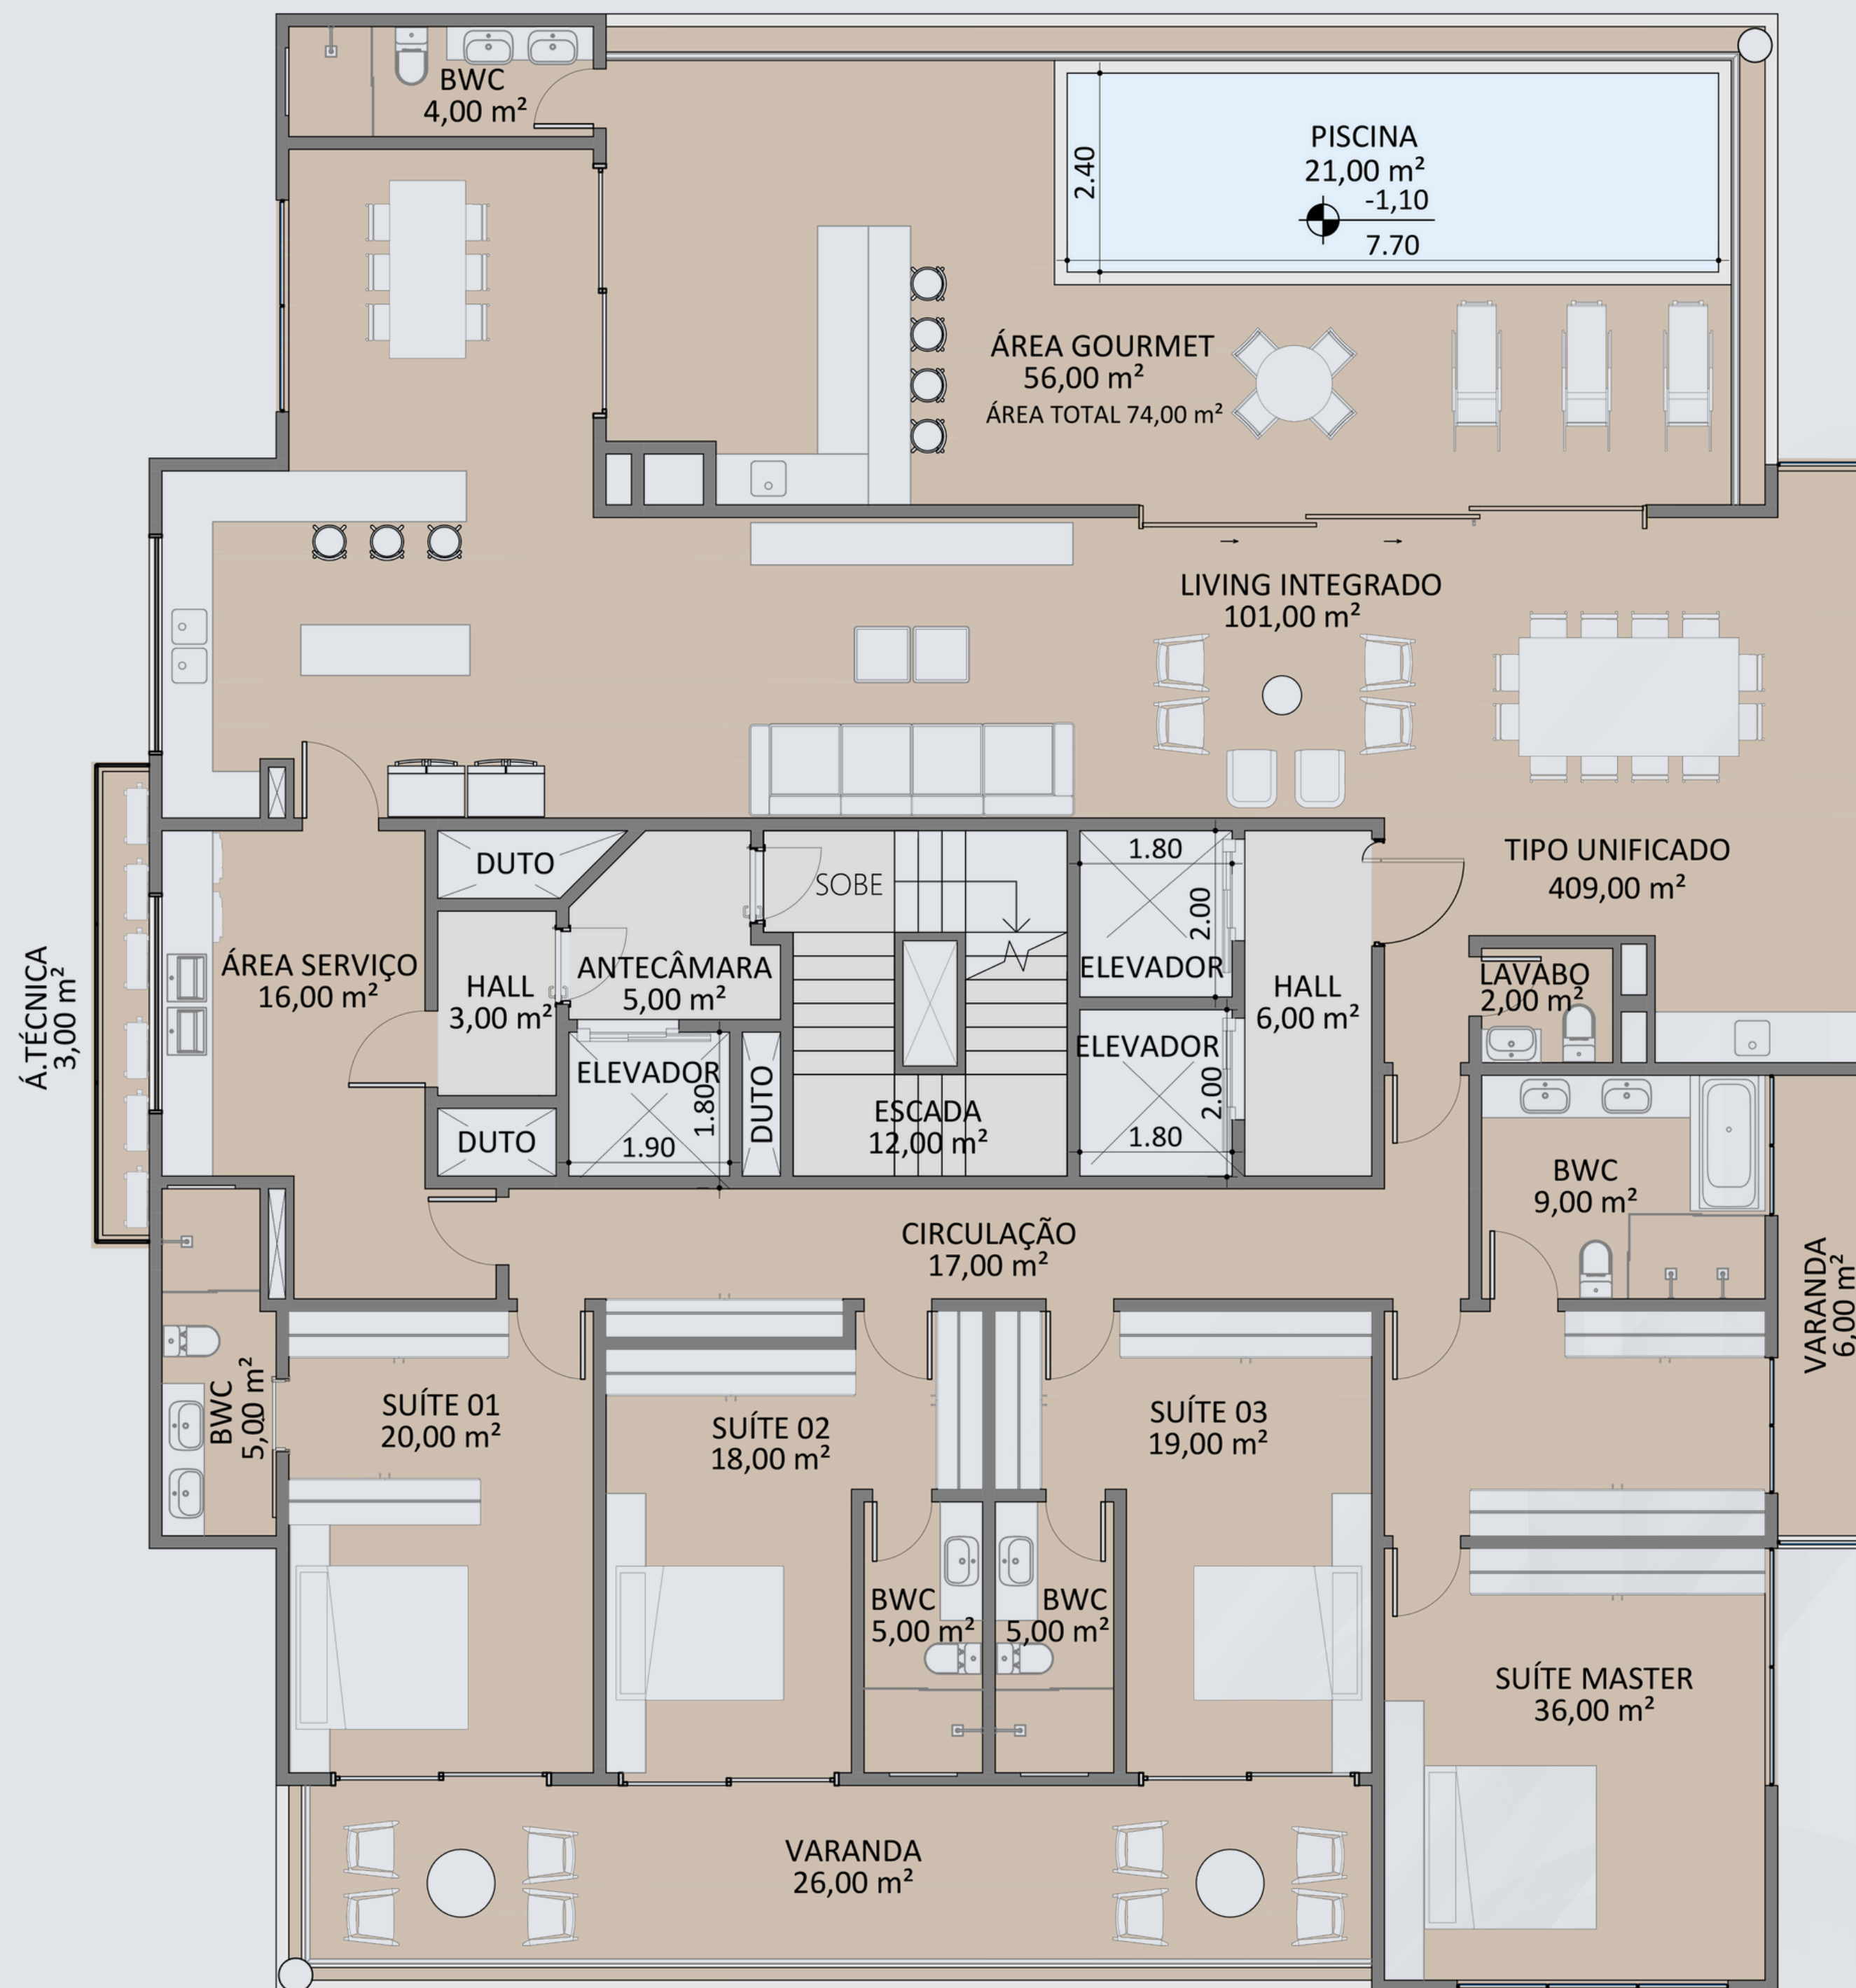 BWC
4,00 m²
PISCINA
21,00 m²
-1,10
7.70
2.40
ÁREA GOURMET
56,00 m²
ÁREA TOTAL 74,00 m²
LIVING INTEGRADO
101,00 m²
TIPO UNIFICADO
409,00 m²
DUTO
SOBE
1.80
2.00
ELEVADOR
Á.TÉCNICA
3,00 m²
ÁREA SERVIÇO
16,00 m²
HALL
3,00 m²
ANTECÂMARA
5,00 m²
HALL
6,00 m²
LAVABO
2,00 m²
ELEVADOR
1.80
1.90
DUTO
DUTO
ESCADA
12,00 m²
ELEVADOR
2.00
1.80
BWC
9,00 m²
CIRCULAÇÃO
17,00 m²
VARANDA
6,00 m²
BWC
5,00 m²
SUÍTE 01
20,00 m²
SUÍTE 02
18,00 m²
SUÍTE 03
19,00 m²
BWC
5,00 m²
BWC
5,00 m²
SUÍTE MASTER
36,00 m²
VARANDA
26,00 m²